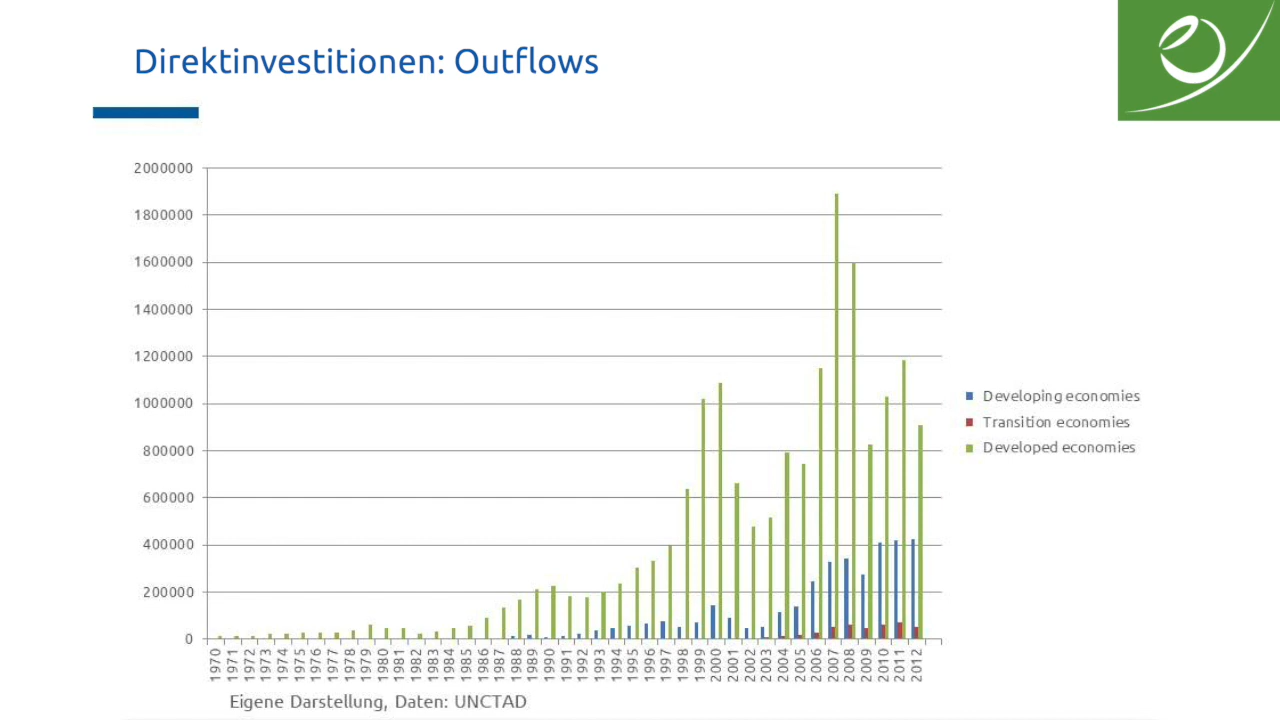 Direktinvestitionen: Outflows
2000000
1800000
1600000
1400000
1200000
1000000
800000
600000
400000
200000
0
Developing economies
Transition economies
Developed economies
1970 1971 1972 1973 1974 1975 1976 1977 1978 1979 1980 1981 1982 1983 1984 1985 1986 1987 1988 1989 1990 1991 1992 1993 1994 1995 1996 1997 1998 1999 2000 2001 2002 2003 2004 2005 2006 2007 2008 2009 2010 2011 2012
Eigene Darstellung, Daten: UNCTAD